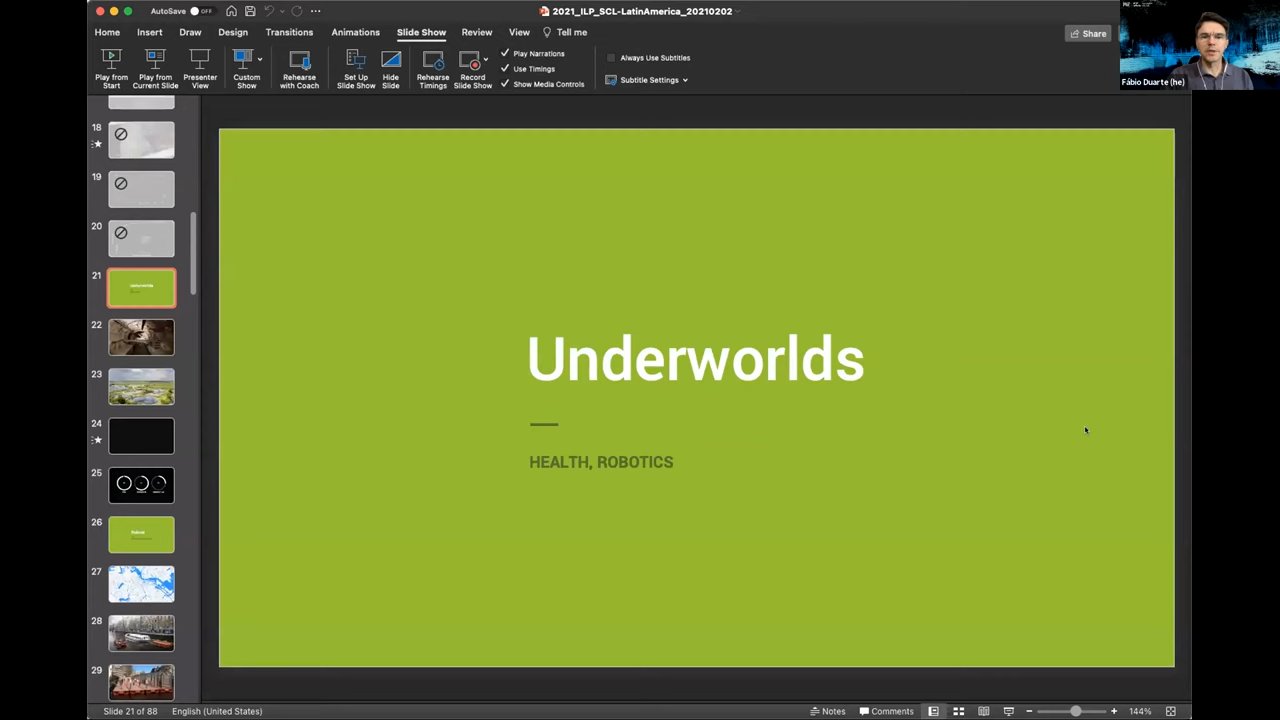 AutoSave OFF
2021_ILP_SCL-LatinAmerica_20210202
Home Insert Draw Design Transitions Animations Slide Show Review View Tell me
Share
Play from Start
Play from Current Slide
Presenter View
Custom Show
Rehearse with Coach
Set Up Slide Show
Hide Slide
Rehearse Timings
Record Slide Show
Play Narrations
Use Timings
Show Media Controls
Always Use Subtitles
Subtitle Settings
Fábio Duarte (he)
18
19
20
21
Underworlds
22
23
24
25
26
27
28
29
Underworlds
HEALTH, ROBOTICS
Slide 21 of 88 English (United States)
Notes Comments 144%